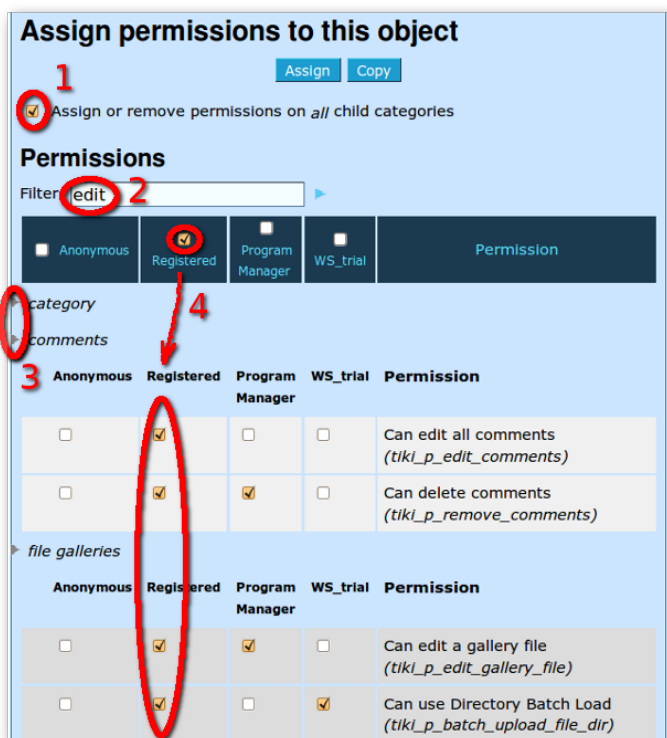 Assign permissions to this object
1
Assign Copy
Assign or remove permissions on all child categories
Permissions
Filter: edit 2
Anonymous Registered Program Manager WS_trial Permission
category 4
comments
3
Anonymous Registered Program Manager WS_trial Permission
Can edit all comments
(tiki_p_edit_comments)
Can delete comments
(tiki_p_remove_comments)
file galleries
Anonymous Registered Program Manager WS_trial Permission
Can edit a gallery file
(tiki_p_edit_gallery_file)
Can use Directory Batch Load
(tiki_p_batch_upload_file_dir)